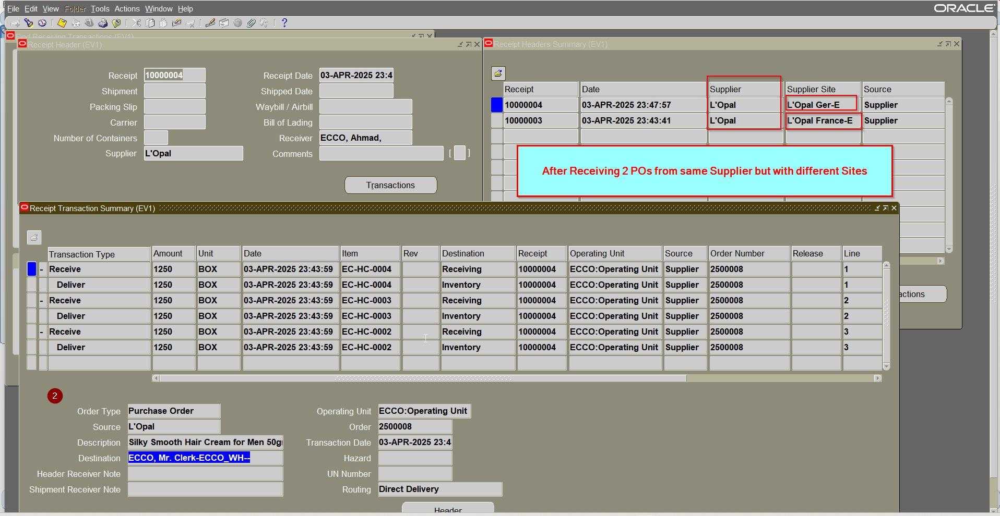 File Edit View Folder Tools Actions Window Help
ORACLE
Find Receiving Transactions (EV1)
Receipt Header (EV1)
Receipt 10000004
Receipt Date 03-APR-2025 23:4
Shipment
Shipped Date
Packing Slip
Waybill / Airbill
Carrier
Bill of Lading
Number of Containers
Receiver ECCO, Ahmad,
Supplier L'Opal
Comments [ ]
Transactions
Receipt Headers Summary (EV1)
Receipt Date Supplier Supplier Site Source
10000004 03-APR-2025 23:47:57 L'Opal L'Opal Ger-E Supplier
10000003 03-APR-2025 23:43:41 L'Opal L'Opal France-E Supplier
After Receiving 2 POs from same Supplier but with different Sites
actions
Receipt Transaction Summary (EV1)
Transaction Type Amount Unit Date Item Rev Destination Receipt Operating Unit Source Order Number Release Line
- Receive 1250 BOX 03-APR-2025 23:43:59 EC-HC-0004 Receiving 10000004 ECCO:Operating Unit Supplier 2500008 1
Deliver 1250 BOX 03-APR-2025 23:43:59 EC-HC-0004 Inventory 10000004 ECCO:Operating Unit Supplier 2500008 1
- Receive 1250 BOX 03-APR-2025 23:43:59 EC-HC-0003 Receiving 10000004 ECCO:Operating Unit Supplier 2500008 2
Deliver 1250 BOX 03-APR-2025 23:43:59 EC-HC-0003 Inventory 10000004 ECCO:Operating Unit Supplier 2500008 2
- Receive 1250 BOX 03-APR-2025 23:43:59 EC-HC-0002 Receiving 10000004 ECCO:Operating Unit Supplier 2500008 3
Deliver 1250 BOX 03-APR-2025 23:43:59 EC-HC-0002 Inventory 10000004 ECCO:Operating Unit Supplier 2500008 3
2
Order Type Purchase Order
Operating Unit ECCO:Operating Unit
Source L'Opal
Order 2500008
Description Silky Smooth Hair Cream for Men 50g
Transaction Date 03-APR-2025 23:4
Destination ECCO, Mr. Clerk-ECCO_WH--
Hazard
Header Receiver Note
UN Number
Shipment Receiver Note
Routing Direct Delivery
Header